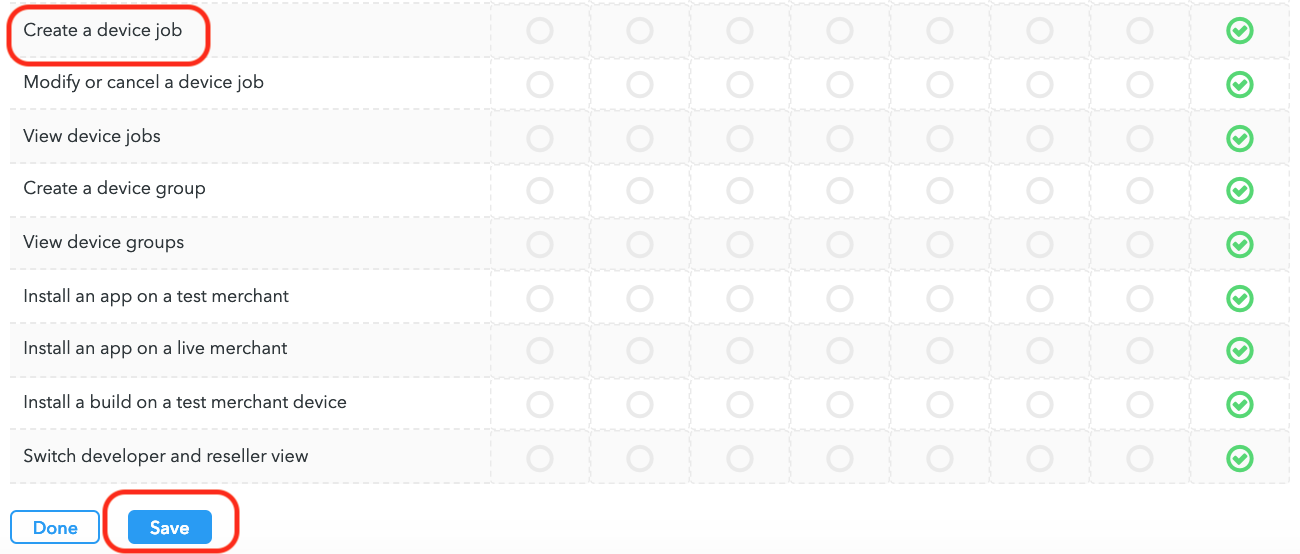 Create a device job
Modify or cancel a device job
View device jobs
Create a device group
View device groups
Install an app on a test merchant
Install an app on a live merchant
Install a build on a test merchant device
Switch developer and reseller view
Done Save